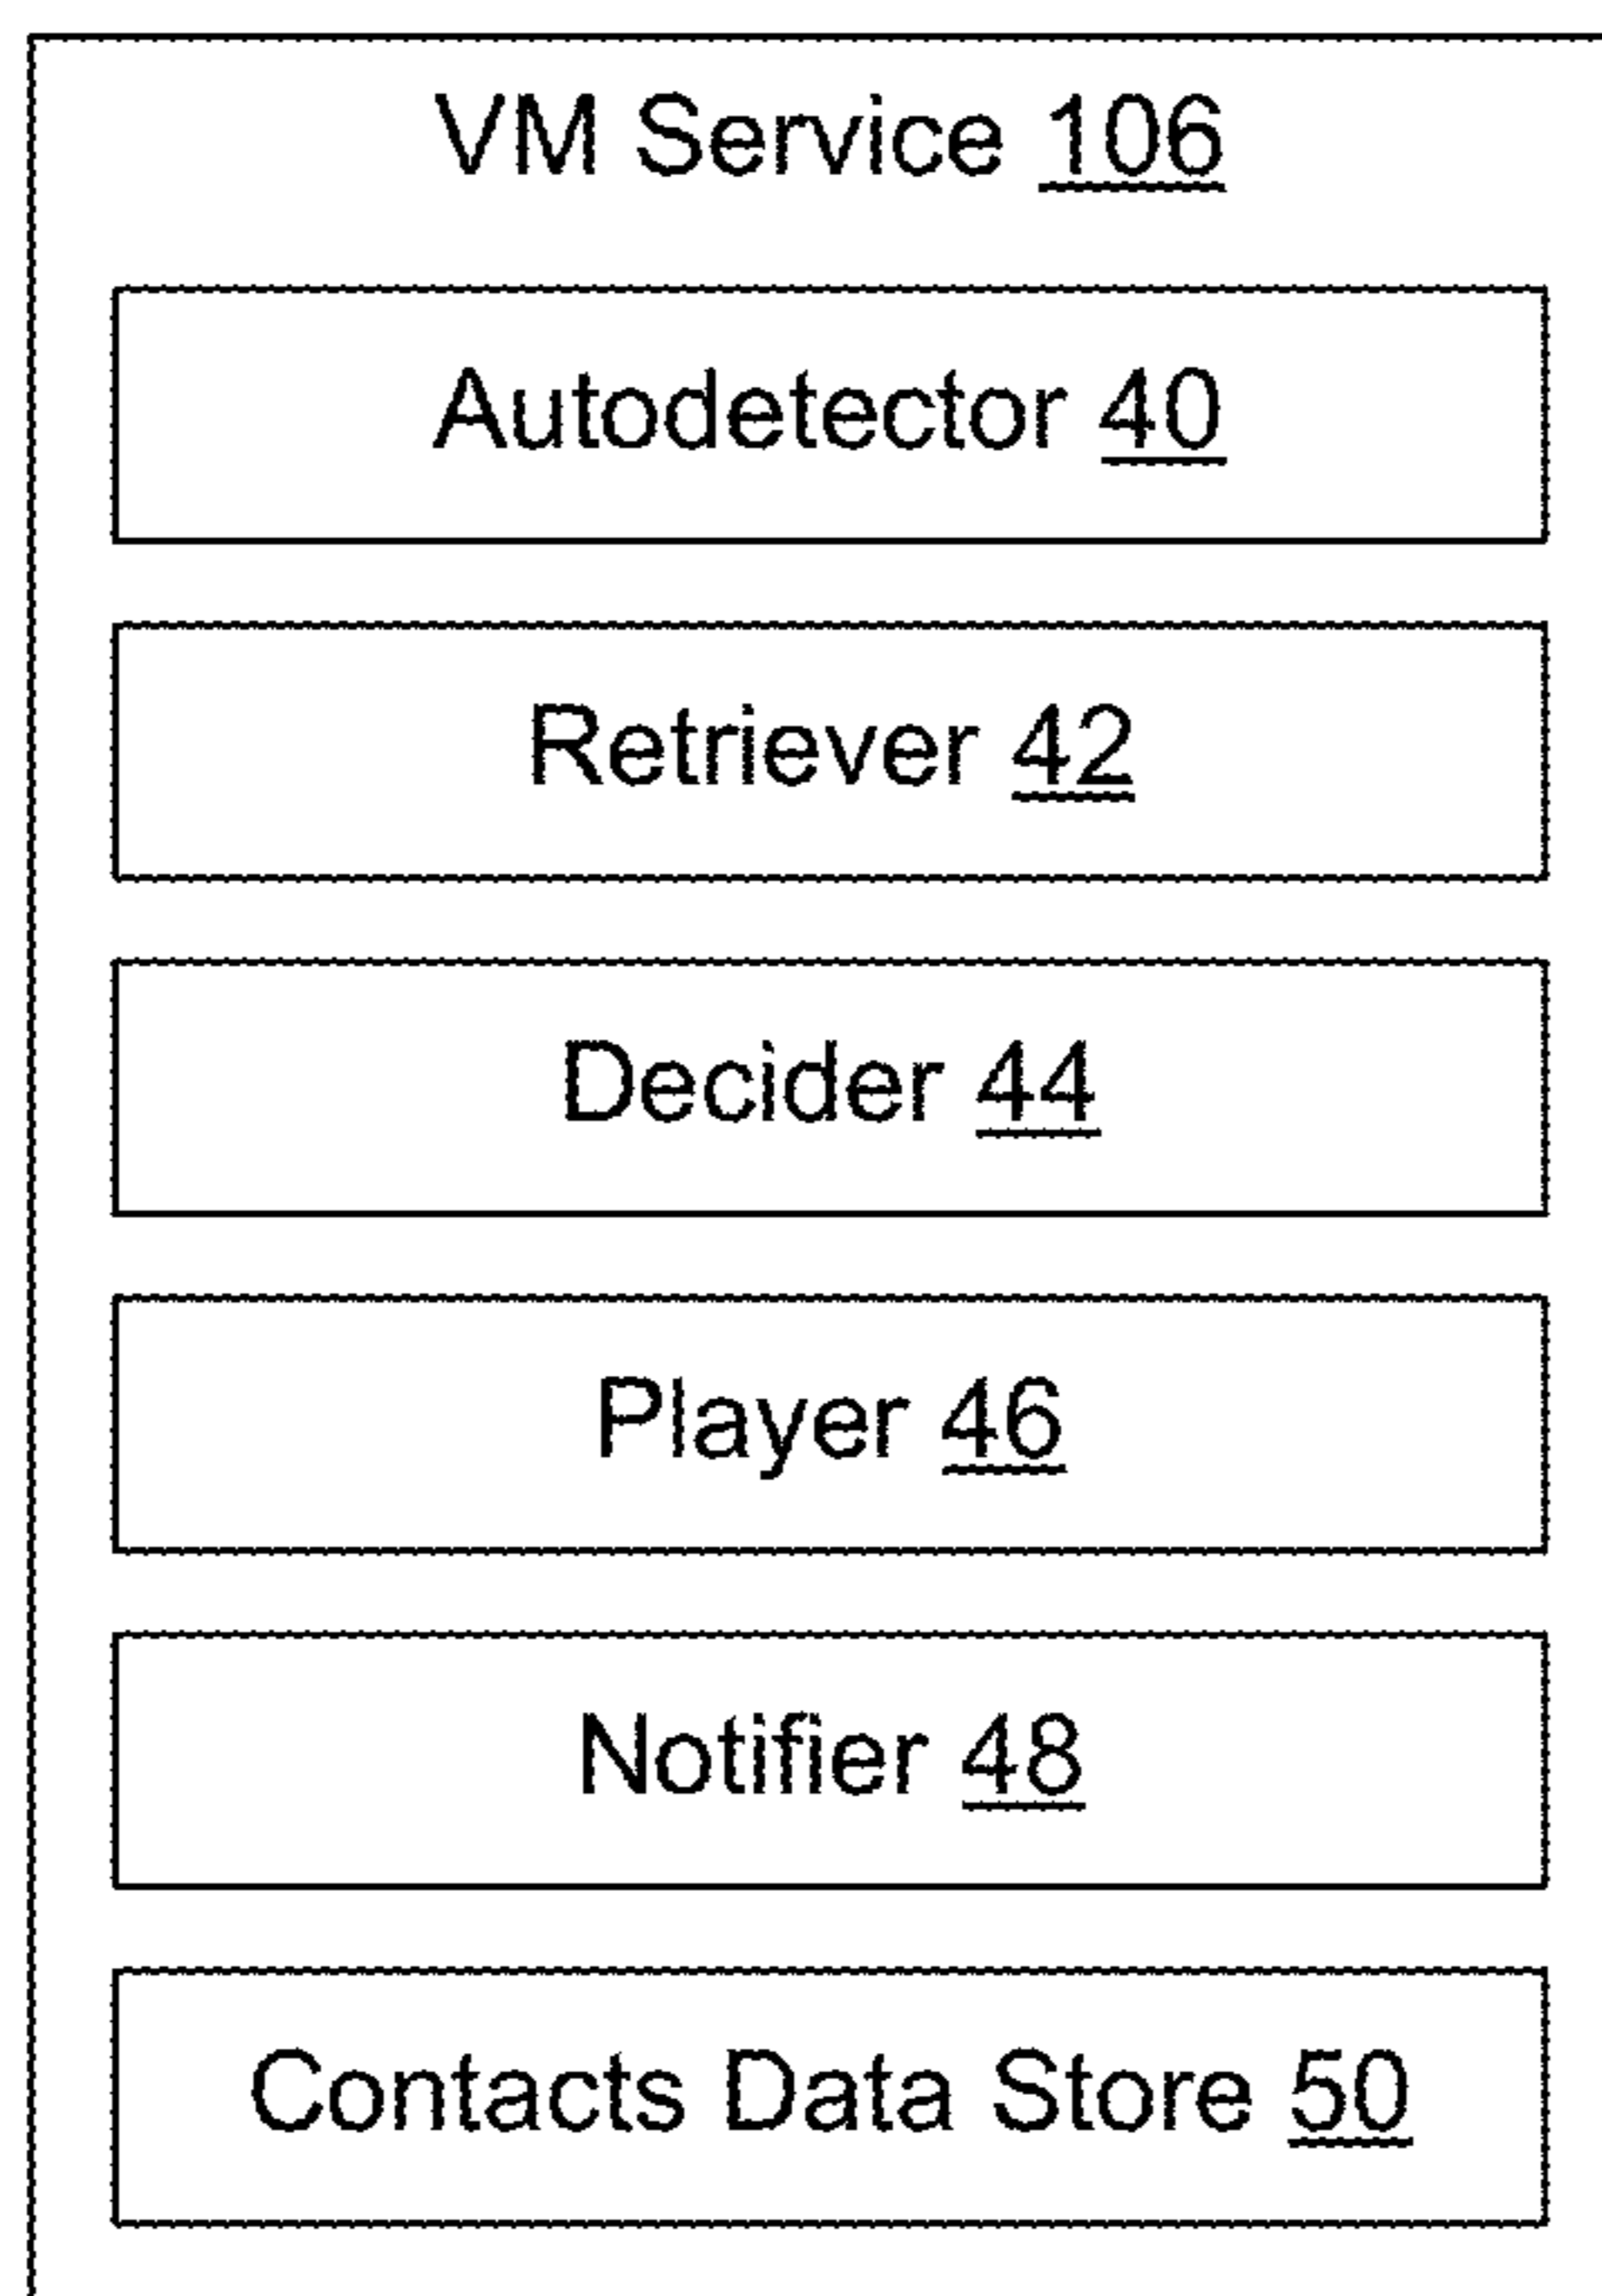 VM Service 106
Autodetector 40
Retriever 42
Decider 44
Player 46
Notifier 48
Contacts Data Store 50